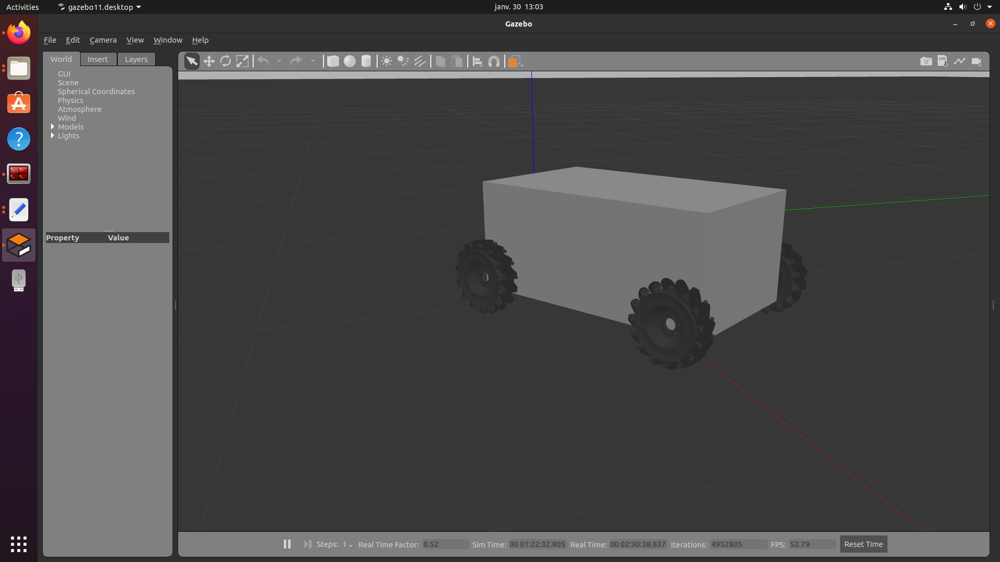 Activities gazebo11.desktop janv. 30 13:03
Gazebo
File Edit Camera View Window Help
World Insert Layers
LOG
GUI
Scene
Spherical Coordinates
Physics
Atmosphere
Wind
Models
Lights
Property Value
Steps: 1 Real Time Factor: 0.52 Sim Time: 00 01:22:32.805 Real Time: 00 02:30:38.837 Iterations: 4952805 FPS: 52.79 Reset Time